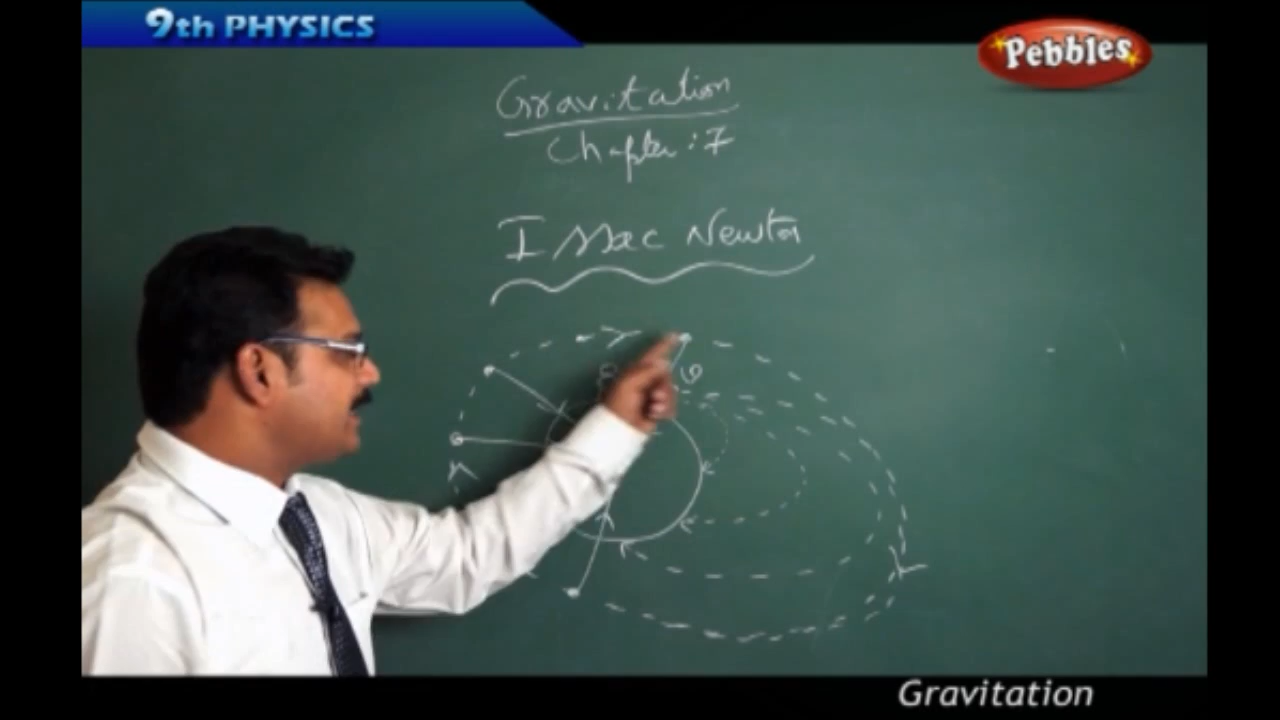 9th PHYSICS
Pebbles
Gravitation
Chapter : 7
Issac Newton
Gravitation